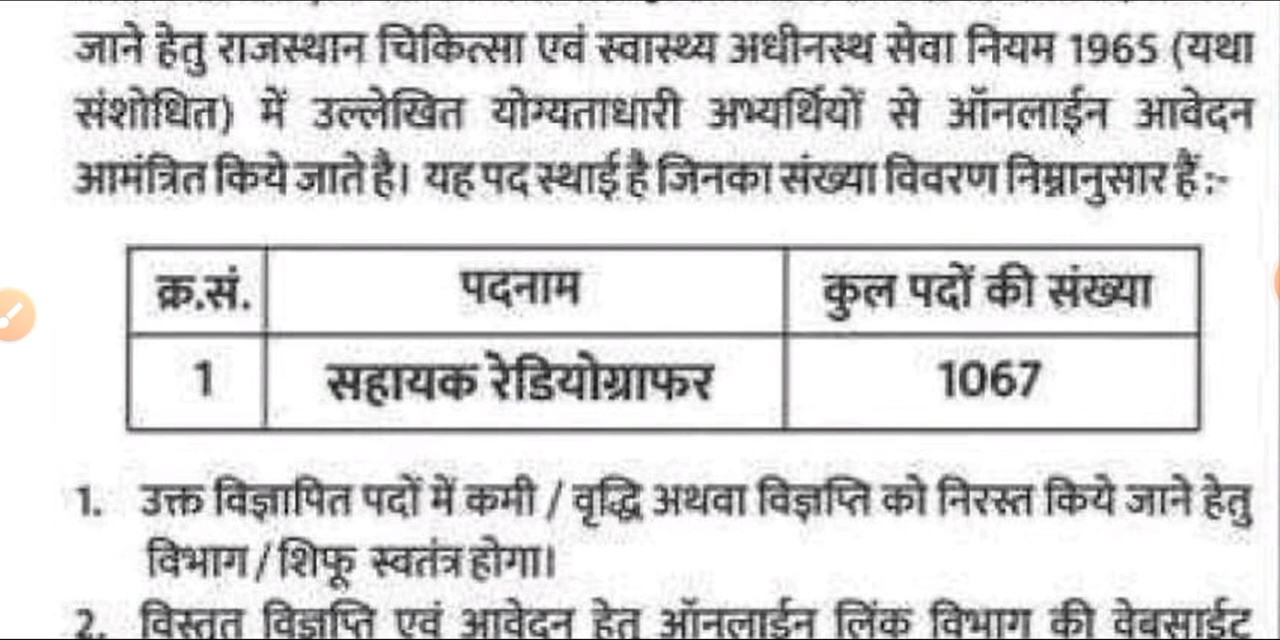 जाने हेतु राजस्थान चिकित्सा एवं स्वास्थ्य अधीनस्थ सेवा नियम 1965 (यथा
संशोधित) में उल्लेखित योग्यताधारी अभ्यर्थियों से ऑनलाईन आवेदन
आमंत्रित किये जाते है। यह पद स्थाई है जिनका संख्या विवरण निम्नानुसार हैं :-
क्र.सं. पदनाम कुल पदों की संख्या
1 सहायक रेडियोग्राफर 1067
1. उक्त विज्ञापित पदों में कमी / वृद्धि अथवा विज्ञप्ति को निरस्त किये जाने हेतु
विभाग / शिफू स्वतंत्र होगा।
2. विस्तृत विज्ञप्ति एवं आवेदन हेतु ऑनलाईन लिंक विभाग की वेबसाईट